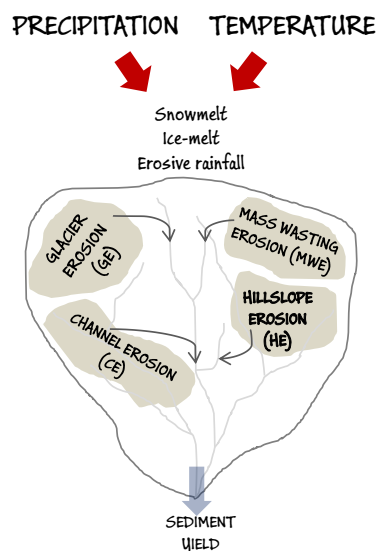 PRECIPITATION TEMPERATURE
Snowmelt
Ice-melt
Erosive rainfall
GLACIER
EROSION
(GE)
MASS WASTING
EROSION (MWE)
HILLSLOPE
EROSION
(HE)
CHANNEL EROSION
(CE)
SEDIMENT
YIELD